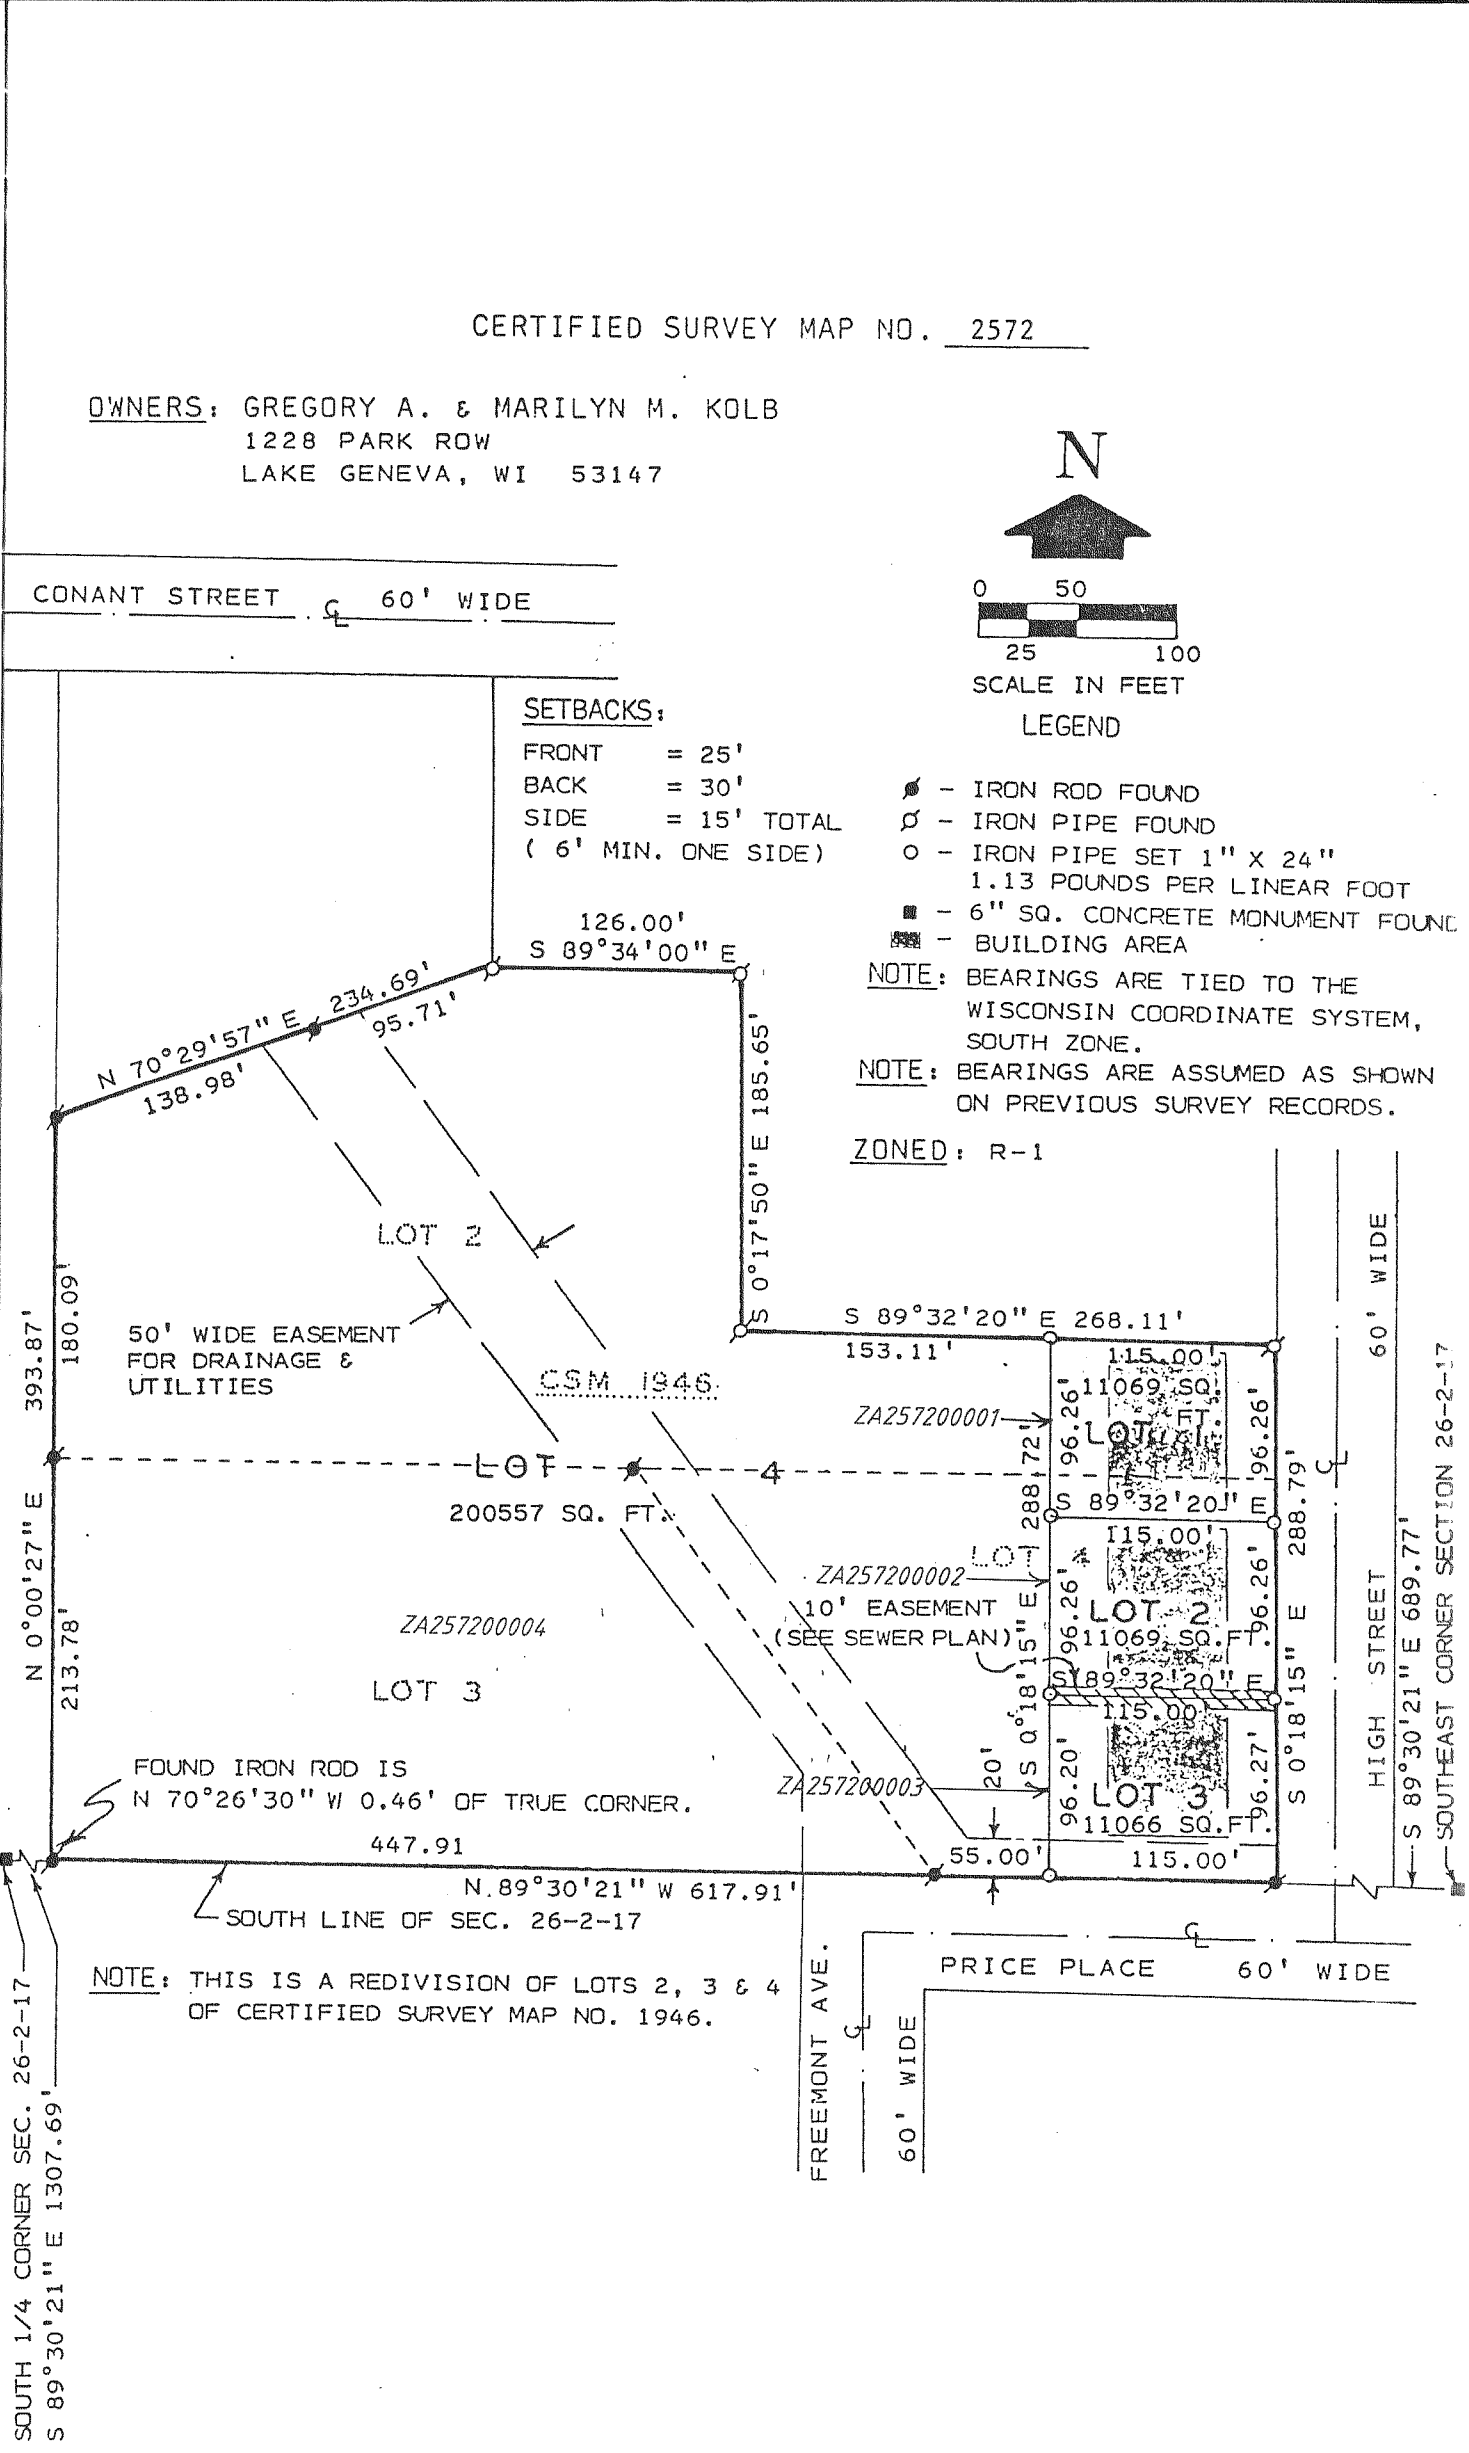 CERTIFIED SURVEY MAP NO. 2572
OWNERS: GREGORY A. & MARILYN M. KOLB
1228 PARK ROW
LAKE GENEVA, WI 53147
N
0 50
25 100
SCALE IN FEET
LEGEND
CONANT STREET C̲L 60' WIDE
SETBACKS:
FRONT = 25'
BACK = 30'
SIDE = 15' TOTAL
( 6' MIN. ONE SIDE)
- IRON ROD FOUND
- IRON PIPE FOUND
- IRON PIPE SET 1" X 24"
1.13 POUNDS PER LINEAR FOOT
- 6" SQ. CONCRETE MONUMENT FOUND
- BUILDING AREA
NOTE: BEARINGS ARE TIED TO THE
WISCONSIN COORDINATE SYSTEM,
SOUTH ZONE.
NOTE: BEARINGS ARE ASSUMED AS SHOWN
ON PREVIOUS SURVEY RECORDS.
ZONED: R-1
126.00'
S 89°34'00" E
N 70°29'57" E 234.69'
138.98'
95.71'
S 0°17'50" E 185.65'
LOT 2
50' WIDE EASEMENT
FOR DRAINAGE &
UTILITIES
393.87'
180.09'
N 0°00'27" E
213.78'
CSM 1946
S 89°32'20" E 268.11'
153.11'
115.00'
11069 SQ.
FT.
LOT 1
96.26'
96.26'
ZA257200001
LOT 4
200557 SQ. FT.
288.72'
288.79'
S 89°32'20" E
115.00'
LOT 4
ZA257200002
96.26'
96.26'
LOT 2
11069 SQ.FT.
10' EASEMENT
(SEE SEWER PLAN)
S 0°18'15" E
S 0°18'15" E
S 89°32'20" E
115.00'
ZA257200004
LOT 3
20'
ZA257200003
96.20'
96.27'
LOT 3
11066 SQ.FT.
FOUND IRON ROD IS
N 70°26'30" W 0.46' OF TRUE CORNER.
447.91
55.00'
115.00'
N.89°30'21" W 617.91'
SOUTH LINE OF SEC. 26-2-17
NOTE: THIS IS A REDIVISION OF LOTS 2, 3 & 4
OF CERTIFIED SURVEY MAP NO. 1946.
HIGH STREET 60' WIDE
CL
S 89°30'21" E 689.77'
SOUTHEAST CORNER SECTION 26-2-17
CL
PRICE PLACE 60' WIDE
FREEMONT AVE.
CL
60' WIDE
SOUTH 1/4 CORNER SEC. 26-2-17
S 89°30'21" E 1307.69'